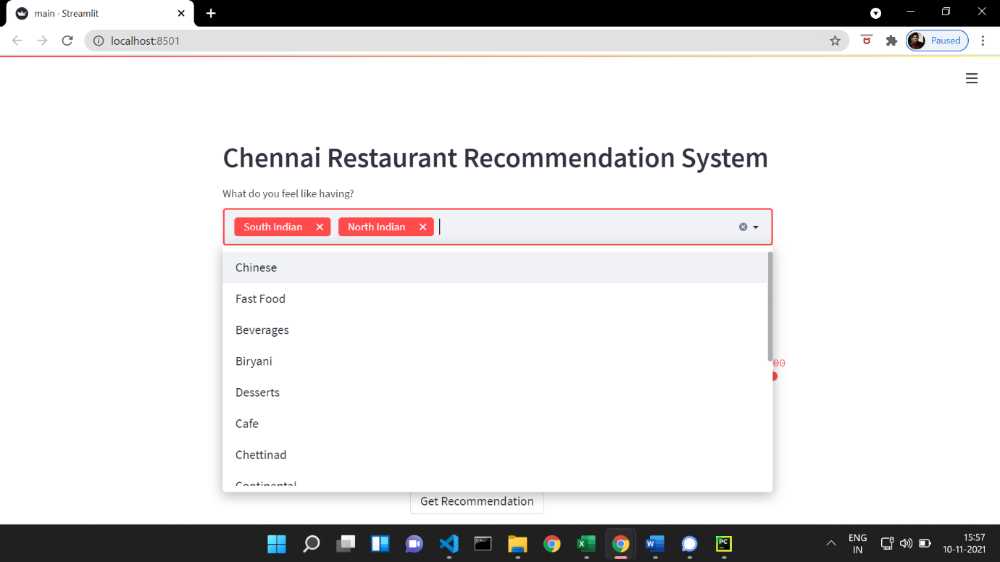 main · Streamlit
localhost:8501
Paused
Chennai Restaurant Recommendation System
What do you feel like having?
South Indian
North Indian
Chinese
Fast Food
Beverages
Biryani
00
Desserts
Cafe
Chettinad
Continental
Get Recommendation
ENG
IN
15:57
10-11-2021